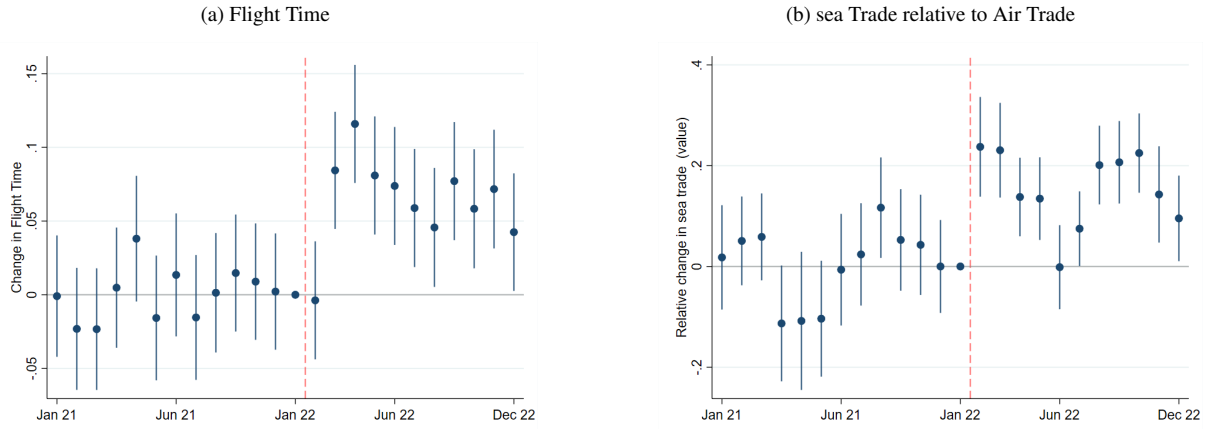 (a) Flight Time
Change in Flight Time
.15
.1
.05
0
-.05
Jan 21 Jun 21 Jan 22 Jun 22 Dec 22
(b) sea Trade relative to Air Trade
Relative change in sea trade (value)
.4
.2
0
-.2
Jan 21 Jun 21 Jan 22 Jun 22 Dec 22